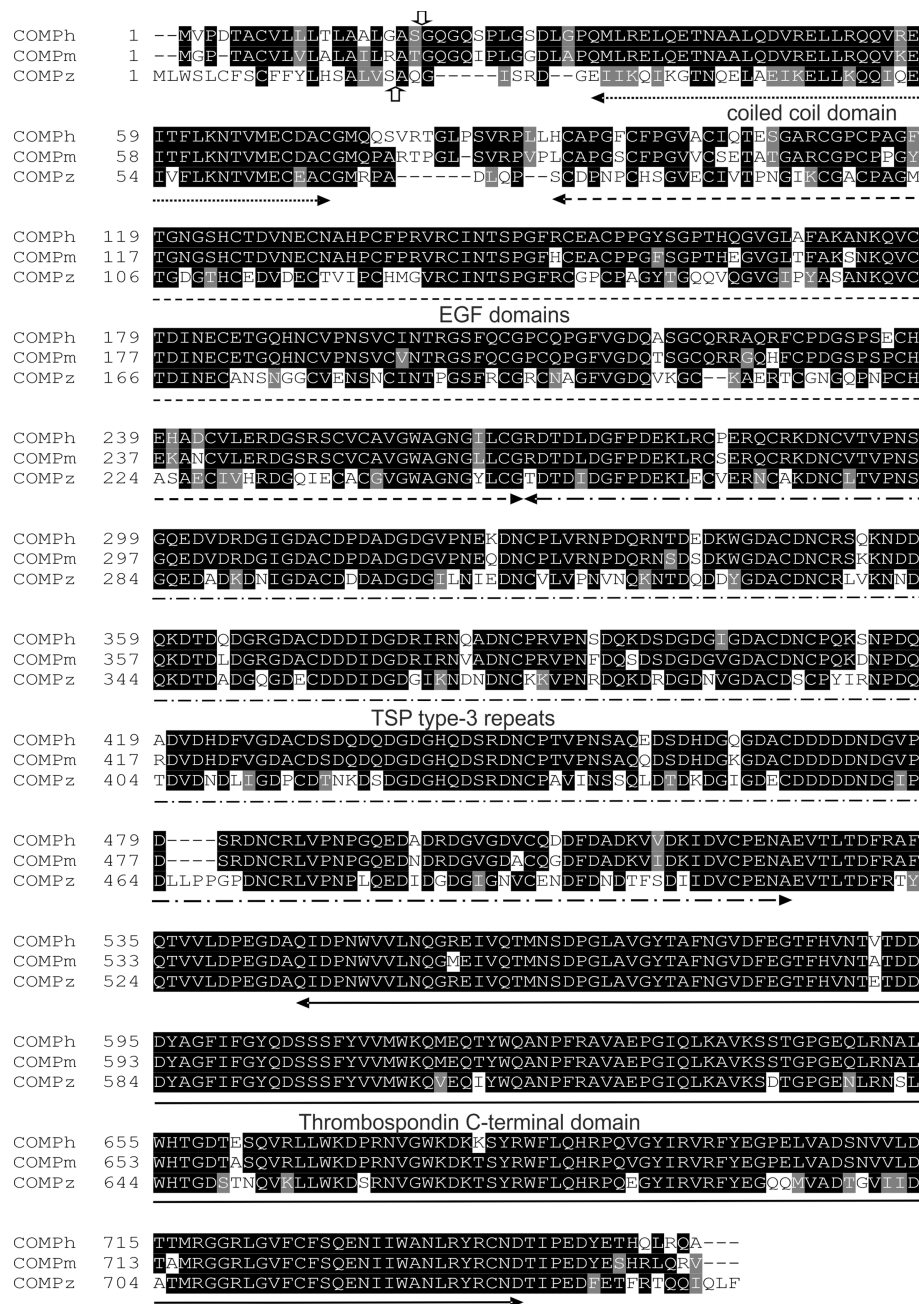 COMPh 1 --MVPDTACVLLLTLAALGASGQGQSPLGSDLGPQMLRELQETNAALQDVRELLRQQVRE
COMPm 1 --MGP-TACVLVLALAILRATGQGQIPLGGDLAPQMLRELQETNAALQDVRELLRQQVKE
COMPz 1 MLWSLCFSCFFYLHSALVSAQG-----ISRD--GEIIKQIKGTNQELAEIKELLKQQIQE
coiled coil domain
COMPh 59 ITFLKNTVMECDACGMQQSVRTGLPSVRPLLHCAPGFCFPGVACIQTESGARCGPCPAGF
COMPm 58 ITFLKNTVMECDACGMQPARTPGL-SVRPVPLCAPGSCFPGVVCSETATGARCGPCPPGY
COMPz 54 IVFLKNTVMECEACGMRPA------DLQP--SCDPNPCHSGVECIVTPNGIKCGACPAGM
COMPh 119 TGNGSHCTDVNECNAHPCFPRVRCINTSPGFRCEACPPGYSGPTHQGVGLAFAKANKQVC
COMPm 117 TGNGSHCTDVNECNAHPCFPRVRCINTSPGFHCEACPPGFSGPTHEGVGLTFAKSNKQVC
COMPz 106 TGDGTHCEDVDECTVIPCHMGVRCINTSPGFRCGPCPAGYTGQQVQGVGIPYASANKQVC
EGF domains
COMPh 179 TDINECETGQHNCVPNSVCINTRGSFQCGPCQPGFVGDQASGCQRRAQRFCPDGSPSECH
COMPm 177 TDINECETGQHNCVPNSVCVNTRGSFQCGPCQPGFVGDQTSGCQRRGQHFCPDGSPSPCH
COMPz 166 TDINECANSNGGCVENSNCINTPGSFRCGRCNAGFVGDQVKGC--KAERTCGNGQPNPCH
COMPh 239 EHADCVLERDGSRSCVCAVGWAGNGILCGRDTDLDGFPDEKLRCPERQCRKDNCVTVPNS
COMPm 237 EKANCVLERDGSRSCVCAVGWAGNGLLCGRDTDLDGFPDEKLRCSERQCRKDNCVTVPNS
COMPz 224 ASAECIVHRDGQIECACGVGWAGNGYLCGTDTDIDGFPDEKLECVERNCAKDNCLTVPNS
COMPh 299 GQEDVDRDGIGDACDPDADGDGVPNEKDNCPLVRNPDQRNTDEDKWGDACDNCRSQKNDD
COMPm 297 GQEDVDRDGIGDACDPDADGDGVPNEQDNCPLVRNPDQRNSDSDKWGDACDNCRSKKNDD
COMPz 284 GQEDADKDNIGDACDDDADGDGILNIEDNCVLVPNVNQKNTDQDDYGDACDNCRLVKNND
COMPh 359 QKDTDQDGRGDACDDDIDGDRIRNQADNCPRVPNSDQKDSDGDGIGDACDNCPQKSNPDQ
COMPm 357 QKDTDLDGRGDACDDDIDGDRIRNVADNCPRVPNFDQSDSDGDGVGDACDNCPQKDNPDQ
COMPz 344 QKDTDADGQGDECDDDIDGDGIKNDNDNCKKVPNRDQKDRDGDNVGDACDSCPYIRNPDQ
TSP type-3 repeats
COMPh 419 ADVDHDFVGDACDSDQDQDGDGHQDSRDNCPTVPNSAQEDSDHDGQGDACDDDDDNDGVP
COMPm 417 RDVDHDFVGDACDSDQDQDGDGHQDSRDNCPTVPNSAQQDSDHDGKGDACDDDDDNDGVP
COMPz 404 TDVDNDLIGDPCDTNKDSDGDGHQDSRDNCPAVINSSQLDTDKDGIGDECDDDDDNDGIP
COMPh 479 D----SRDNCRLVPNPGQEDADRDGVGDVCQDDFDADKVVDKIDVCPENAEVTLTDFRAF
COMPm 477 D----SRDNCRLVPNPGQEDNDRDGVGDACQGDFDADKVIDKIDVCPENAEVTLTDFRAF
COMPz 464 DLLPPGPDNCRLVPNPLQEDIDGDGIGNVCENDFDNDTFSDIIDVCPENAEVTLTDFRTY
COMPh 535 QTVVLDPEGDAQIDPNWVVLNQGREIVQTMNSDPGLAVGYTAFNGVDFEGTFHVNTVTDD
COMPm 533 QTVVLDPEGDAQIDPNWVVLNQGMEIVQTMNSDPGLAVGYTAFNGVDFEGTFHVNTATDD
COMPz 524 QTVVLDPEGDAQIDPNWVVLNQGREIVQTMNSDPGLAVGYTAFNGVDFEGTFHVNTETDD
COMPh 595 DYAGFIFGYQDSSSFYVVMWKQMEQTYWQANPFRAVAEPGIQLKAVKSSTGPGEQLRNAL
COMPm 593 DYAGFIFGYQDSSSFYVVMWKQMEQTYWQANPFRAVAEPGIQLKAVKSSTGPGEQLRNAL
COMPz 584 DYAGFIFGYQDSSSFYVVMWKQVEQIYWQANPFRAVAEPGIQLKAVKSDTGPGENLRNSL
Thrombospondin C-terminal domain
COMPh 655 WHTGDTESQVRLLWKDPRNVGWKDKKSYRWFLQHRPQVGYIRVRFYEGPELVADSNVVLD
COMPm 653 WHTGDTASQVRLLWKDPRNVGWKDKTSYRWFLQHRPQVGYIRVRFYEGPELVADSNVVLD
COMPz 644 WHTGDSTNQVKLLWKDSRNVGWKDKTSYRWFLQHRPQEGYIRVRFYEGQQMVADTGVIID
COMPh 715 TTMRGGRLGVFCFSQENIIWANLRYRCNDTIPEDYETHQLRQA---
COMPm 713 TAMRGGRLGVFCFSQENIIWANLRYRCNDTIPEDYESHRLQRV---
COMPz 704 ATMRGGRLGVFCFSQENIIWANLRYRCNDTIPEDFETFRTQQIQLF